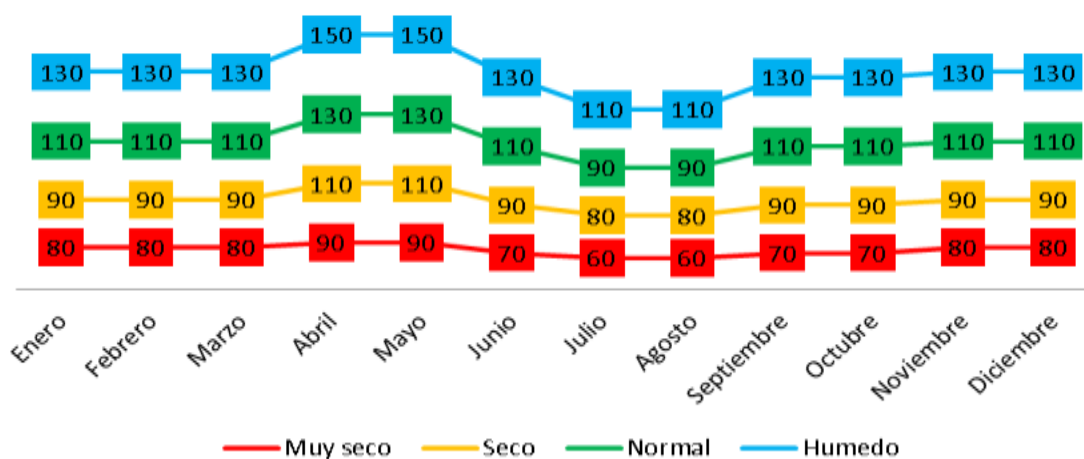 130 130 130 150 150 130 110 110 130 130 130 130
110 110 110 130 130 110 90 90 110 110 110 110
90 90 90 110 110 90 80 80 90 90 90 90
80 80 80 90 90 70 60 60 70 70 80 80
Enero Febrero Marzo Abril Mayo Junio Julio Agosto Septiembre Octubre Noviembre Diciembre
Muy seco Seco Normal Humedo